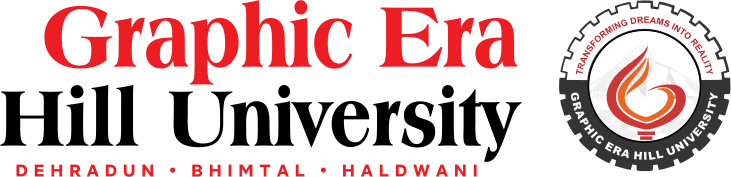 Graphic Era
Hill University
DEHRADUN • BHIMTAL • HALDWANI
TRANSFORMING DREAMS INTO REALITY
GRAPHIC ERA HILL UNIVERSITY